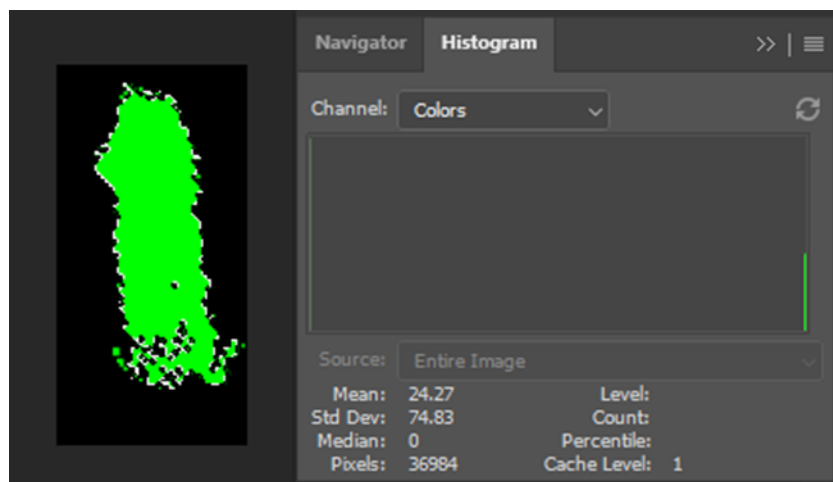 Navigator Histogram
Channel: Colors
Source: Entire Image
Mean: 24.27 Level:
Std Dev: 74.83 Count:
Median: 0 Percentile:
Pixels: 36984 Cache Level: 1